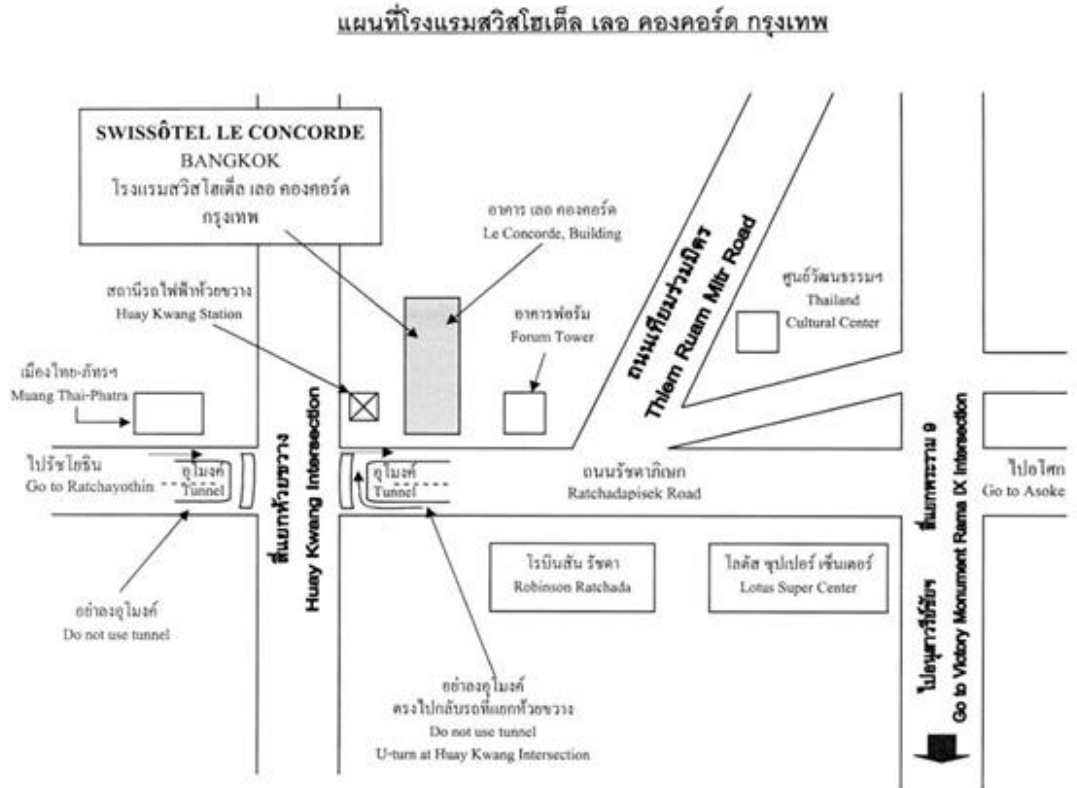 แผนที่โรงแรมสวิสโฮเต็ล เลอ คองคอร์ด กรุงเทพ
SWISSÔTEL LE CONCORDE
BANGKOK
โรงแรมสวิสโฮเต็ล เลอ คองคอร์ด
กรุงเทพ
อาคาร เลอ คองคอร์ด
Le Concorde, Building
สถานีรถไฟฟ้าห้วยขวาง
Huay Kwang Station
อาคารฟอรัม
Forum Tower
ถนนเทียมร่วมมิตร
Thiem Ruam Mitr Road
ศูนย์วัฒนธรรมฯ
Thailand
Cultural Center
เมืองไทย-ภัทรฯ
Muang Thai-Phatra
ไปรัชโยธิน
Go to Ratchayothin
อุโมงค์
Tunnel
อุโมงค์
Tunnel
ถนนรัชดาภิเษก
Ratchadapisek Road
ไปอโศก
Go to Asoke
สี่แยกห้วยขวาง
Huay Kwang Intersection
สี่แยกพระราม 9
ไปอนุสาวรีย์ชัยฯ
Go to Victory Monument Rama IX Intersection
โรบินสัน รัชดา
Robinson Ratchada
โลตัส ซุปเปอร์ เซ็นเตอร์
Lotus Super Center
อย่าลงอุโมงค์
Do not use tunnel
อย่าลงอุโมงค์
ตรงไปกลับรถที่แยกห้วยขวาง
Do not use tunnel
U-turn at Huay Kwang Intersection